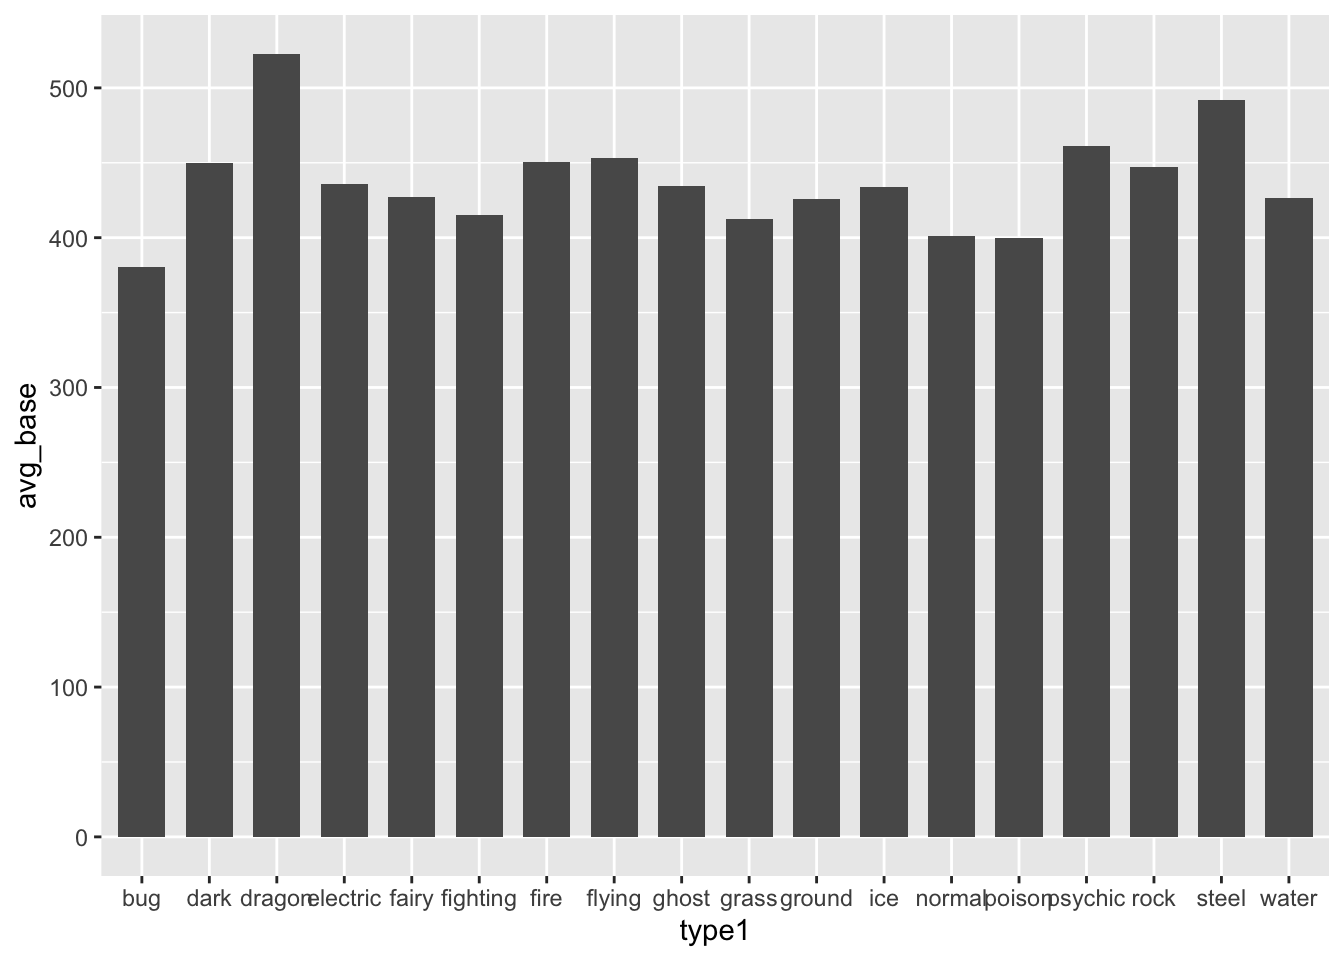 500
400
300
200
100
0
avg_base
bug dark dragon electric fairy fighting fire flying ghost grass ground ice normal poison psychic rock steel water
type1